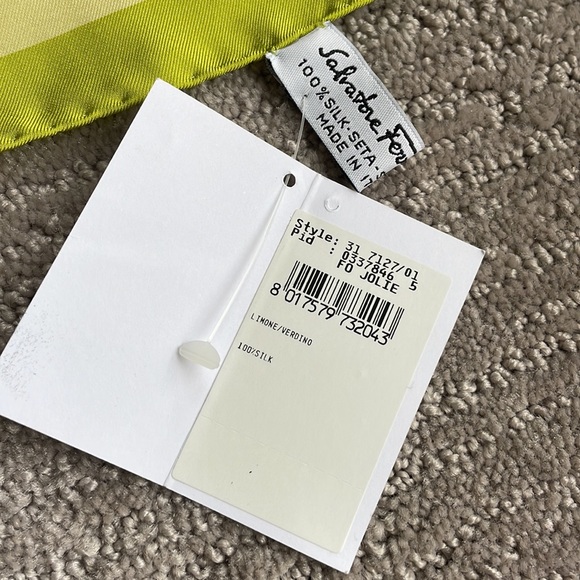 Salvatore Fer
100% SILK·SETA·S
MADE IN IT
Style: 31 7127/01
Pid : 0337846 5
FO JOLIE
8 017579 732043
LIMONE/VERDINO
100%SILK